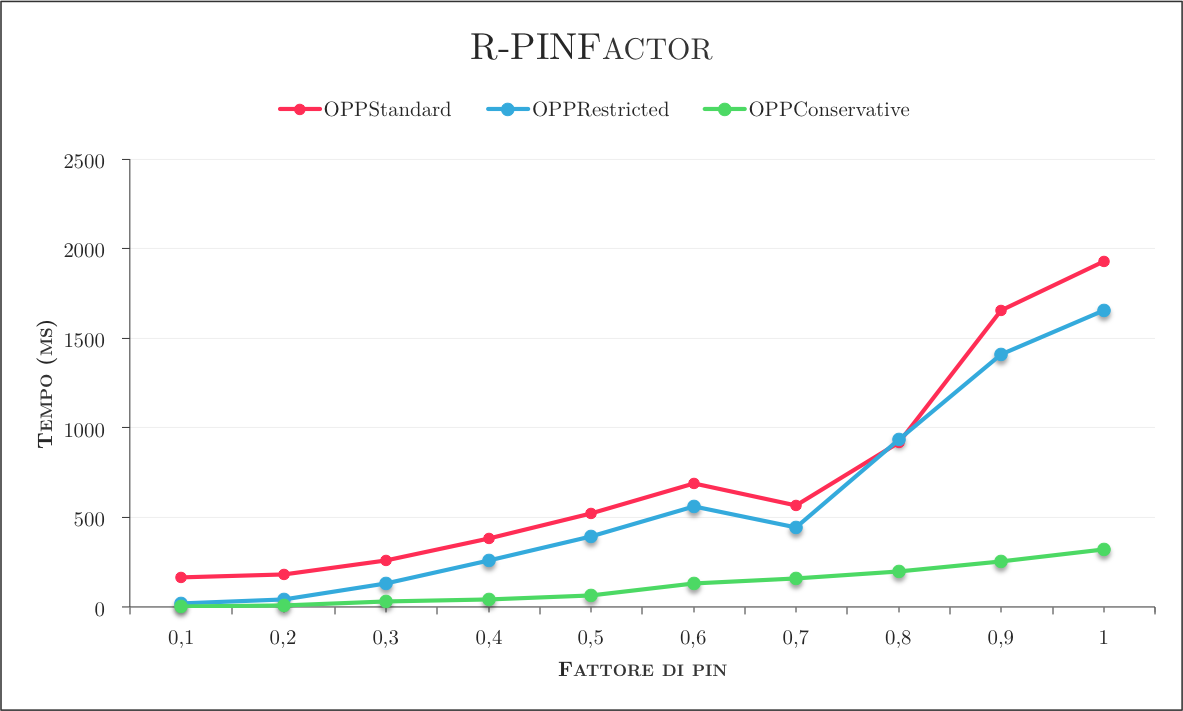 R-PINFactor
OPPStandard OPPRestricted OPPConservative
2500
2000
1500
1000
500
0
Tempo (ms)
0,1 0,2 0,3 0,4 0,5 0,6 0,7 0,8 0,9 1
Fattore di pin